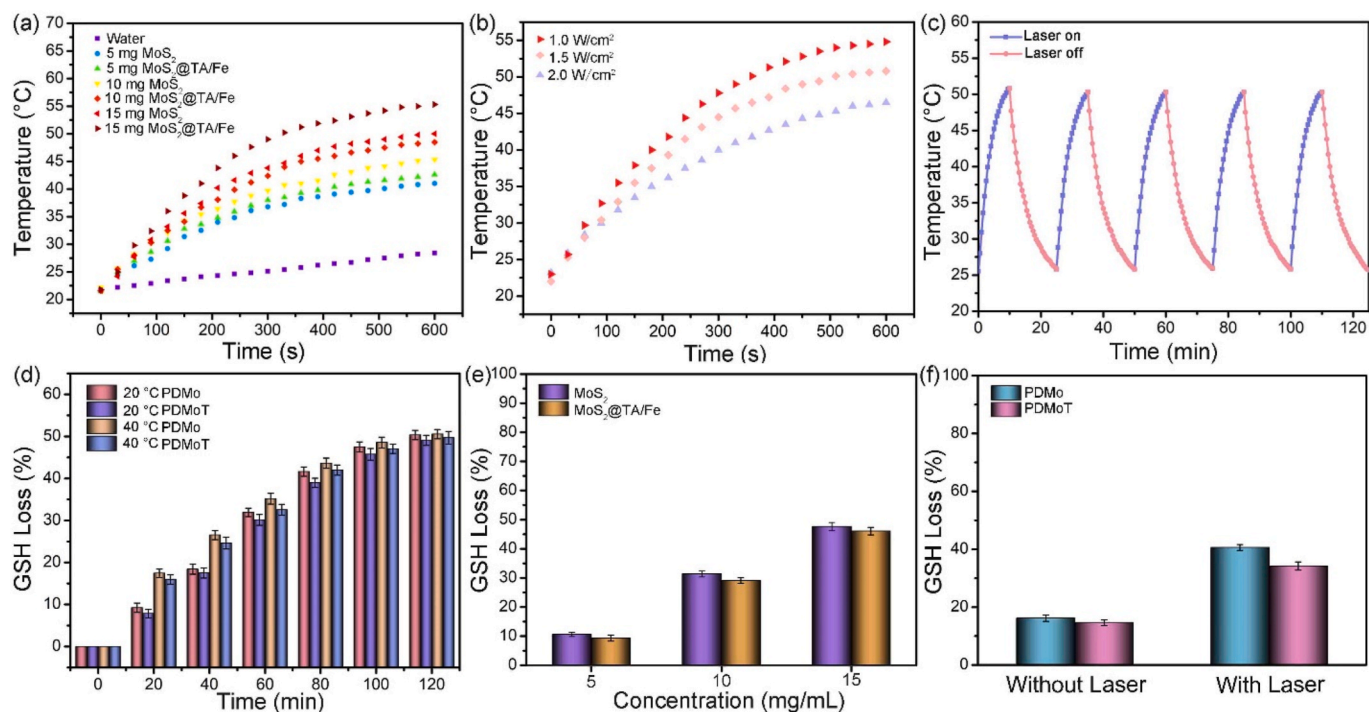 (a)
Temperature (°C)
70
65
60
55
50
45
40
35
30
25
20
Water
5 mg MoS₂
5 mg MoS₂@TA/Fe
10 mg MoS₂
10 mg MoS₂@TA/Fe
15 mg MoS₂
15 mg MoS₂@TA/Fe
0 100 200 300 400 500 600
Time (s)
(b)
Temperature (°C)
55
50
45
40
35
30
25
1.0 W/cm²
1.5 W/cm²
2.0 W/cm²
0 100 200 300 400 500 600
Time (s)
(c)
Temperature (°C)
60
55
50
45
40
35
30
25
20
Laser on
Laser off
0 20 40 60 80 100 120
Time (min)
(d)
GSH Loss (%)
60
50
40
30
20
10
0
20 °C PDMo
20 °C PDMoT
40 °C PDMo
40 °C PDMoT
0 20 40 60 80 100 120
Time (min)
(e)
GSH Loss (%)
100
90
80
70
60
50
40
30
20
10
0
MoS₂
MoS₂@TA/Fe
5 10 15
Concentration (mg/mL)
(f)
GSH Loss (%)
100
80
60
40
20
0
PDMo
PDMoT
Without Laser With Laser